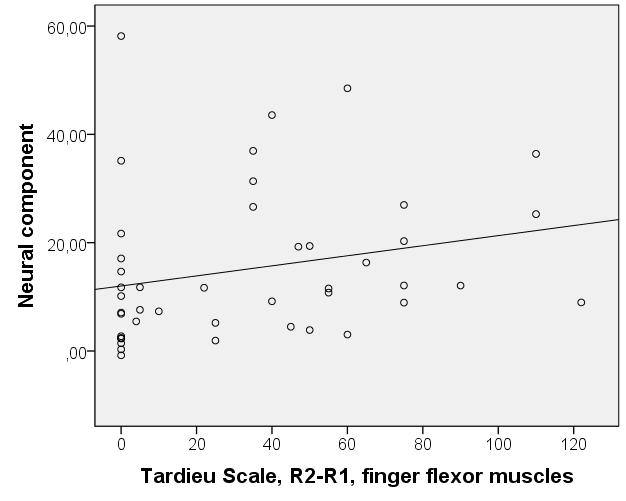 60,00
40,00
20,00
,00
Neural component
0 20 40 60 80 100 120
Tardieu Scale, R2-R1, finger flexor muscles